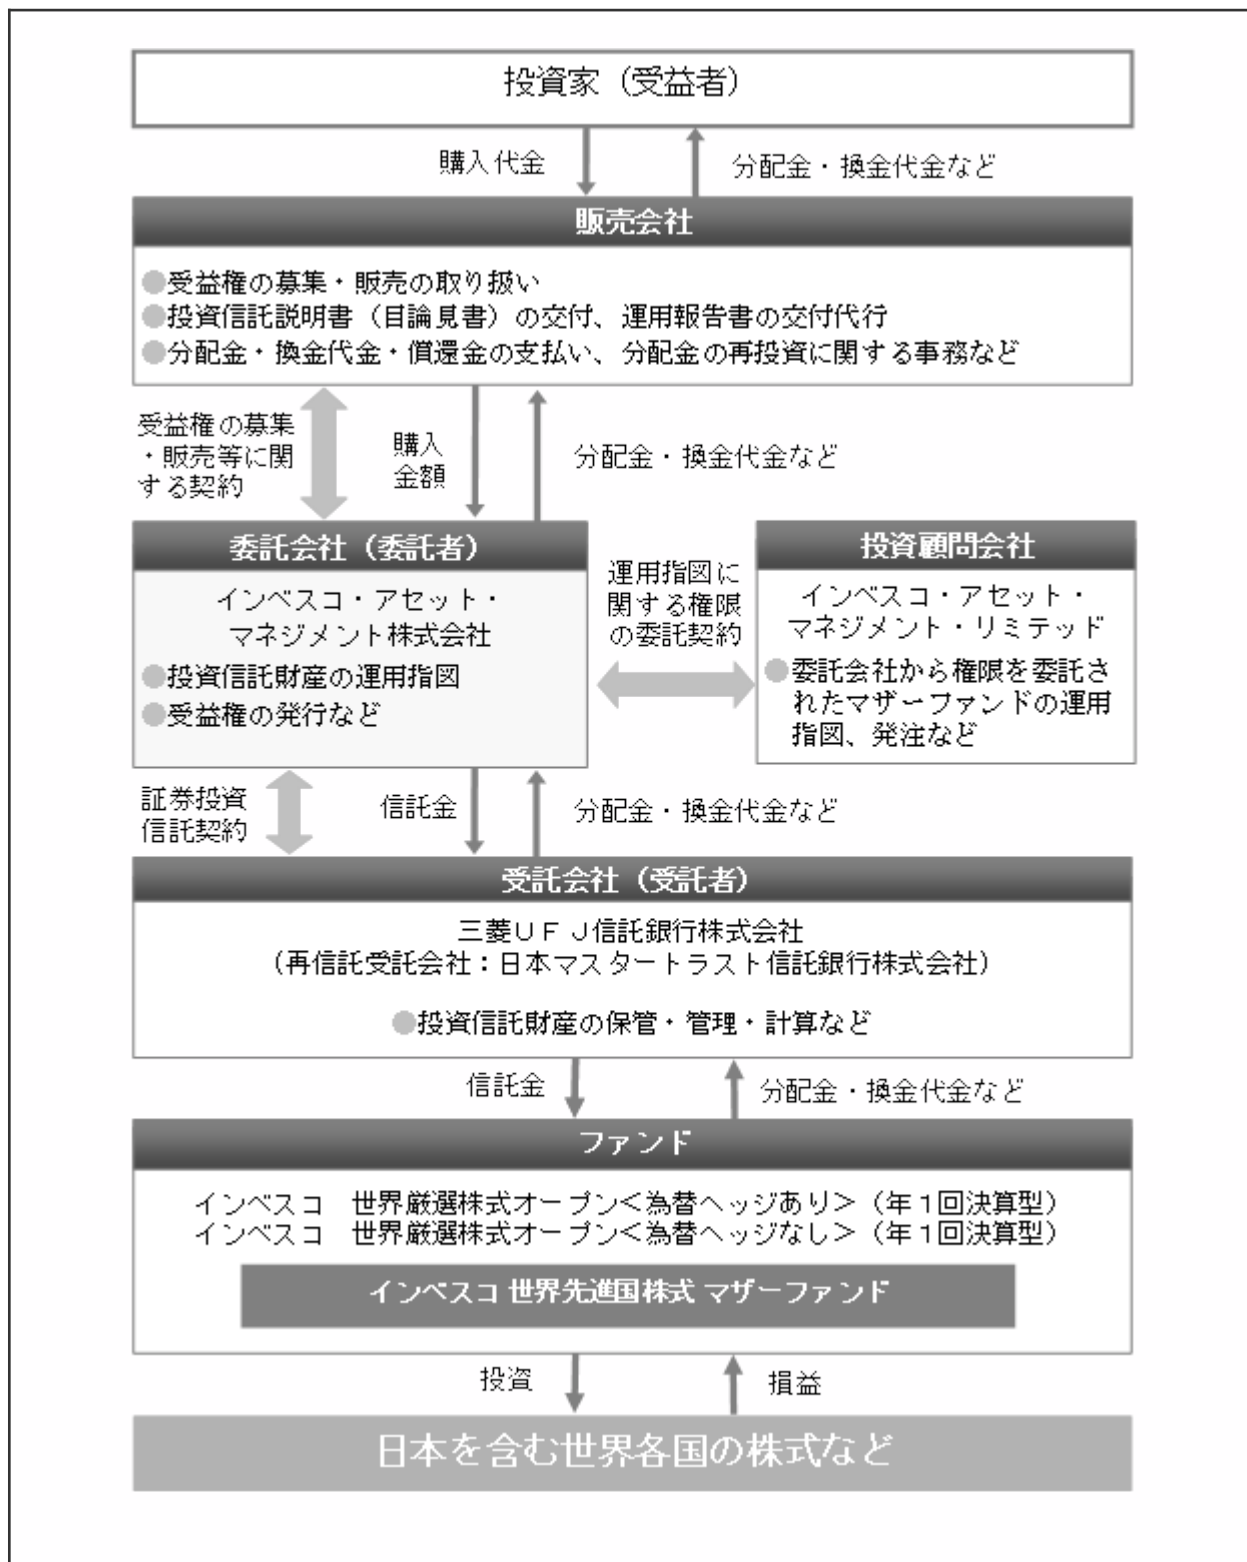 投資家（受益者）
購入代金
分配金・換金代金など
販売会社
●受益権の募集・販売の取り扱い
●投資信託説明書（目論見書）の交付、運用報告書の交付代行
●分配金・換金代金・償還金の支払い、分配金の再投資に関する事務など
受益権の募集
・販売等に関
する契約
購入
金額
分配金・換金代金など
委託会社（委託者）
インベスコ・アセット・
マネジメント株式会社
●投資信託財産の運用指図
●受益権の発行など
運用指図に
関する権限
の委託契約
投資顧問会社
インベスコ・アセット・
マネジメント・リミテッド
●委託会社から権限を委託さ
れたマザーファンドの運用
指図、発注など
証券投資
信託契約
信託金
分配金・換金代金など
受託会社（受託者）
三菱ＵＦＪ信託銀行株式会社
（再信託受託会社：日本マスタートラスト信託銀行株式会社）
●投資信託財産の保管・管理・計算など
信託金
分配金・換金代金など
ファンド
インベスコ　世界厳選株式オープン＜為替ヘッジあり＞（年１回決算型）
インベスコ　世界厳選株式オープン＜為替ヘッジなし＞（年１回決算型）
インベスコ 世界先進国株式 マザーファンド
投資
損益
日本を含む世界各国の株式など